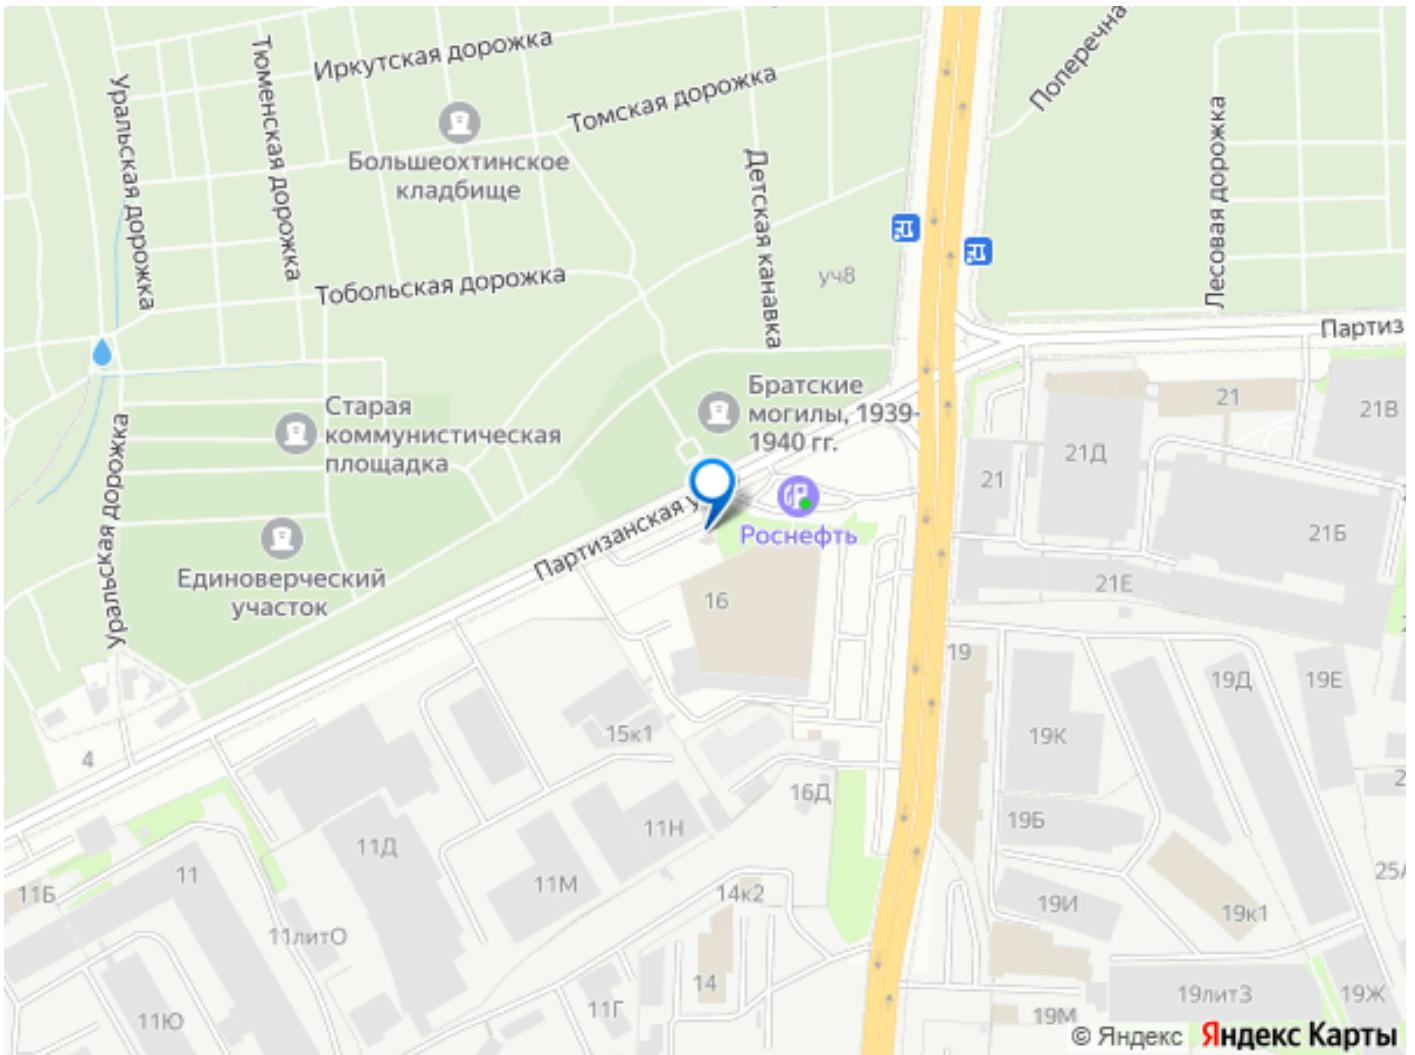 Иркутская дорожка
Тюменская дорожка
Уральская дорожка
Томская дорожка
Поперечна
Лесовая дорожка
Большеохтинское
кладбище
Детская канавка
Тобольская дорожка
уч8
Партиз
Братские
могилы, 1939-
1940 гг.
Старая
коммунистическая
площадка
21
21В
21Д
21
21Б
Уральская дорожка
Партизанская у
Роснефть
Единоверческий
участок
21Е
16
19
19Д
19Е
15к1
19К
4
16Д
19Б
11Н
11Д
11
11М
14к2
25А
11Б
19И
19к1
11литО
14
11Г
19лит3
19Ж
11Ю
19М
© Яндекс Яндекс Карты